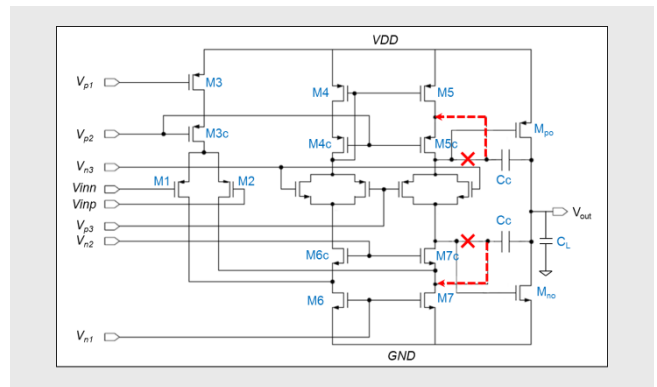 VDD
Vp1
M3
M4
M5
Mpo
Vp2
M3c
M4c
M5c
Vn3
Cc
Vinn
M1
M2
Vinp
Vout
Vp3
Cc
CL
Vn2
M6c
M7c
Mno
M6
M7
Vn1
GND